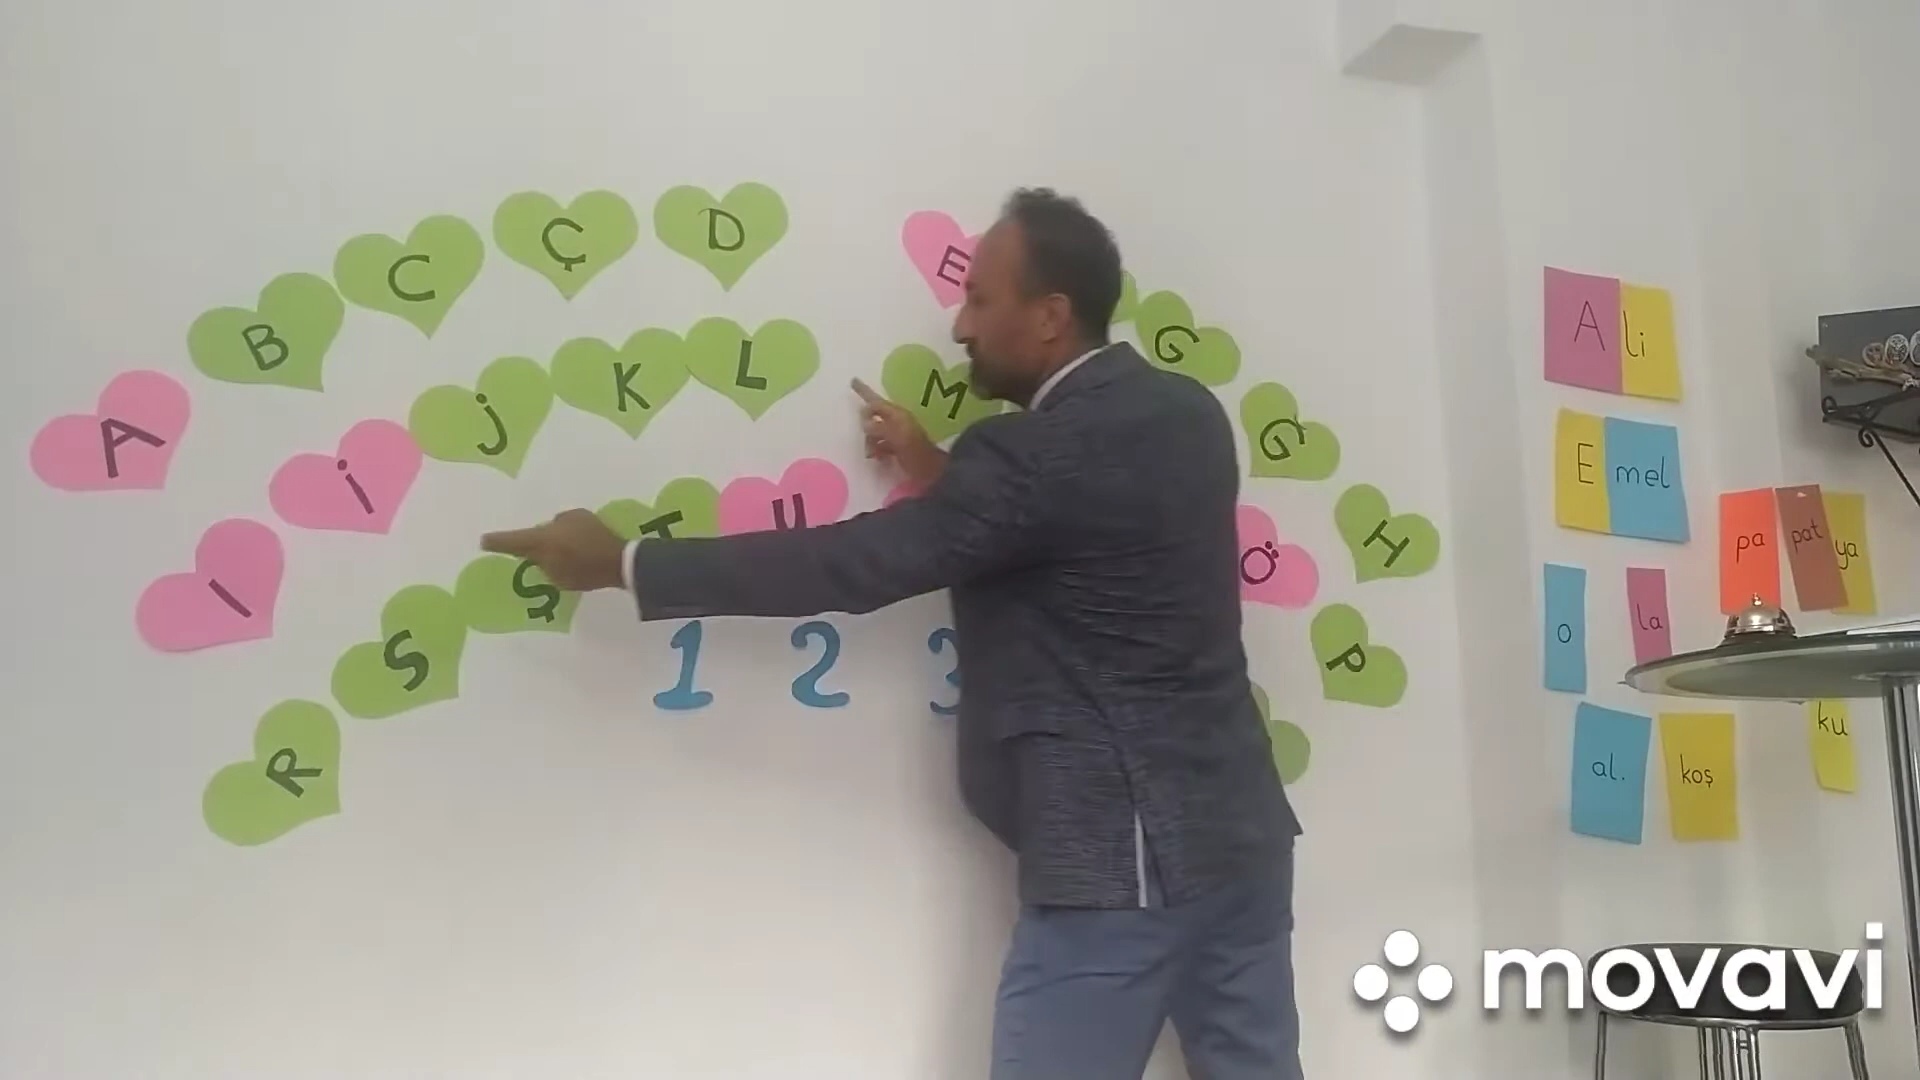 A B C Ç D E G Ğ H
I İ j K L M Ö P
R S Ş T U
1 2 3
A li
E mel
pa pat ya
o la
ku
al. koş
movavi